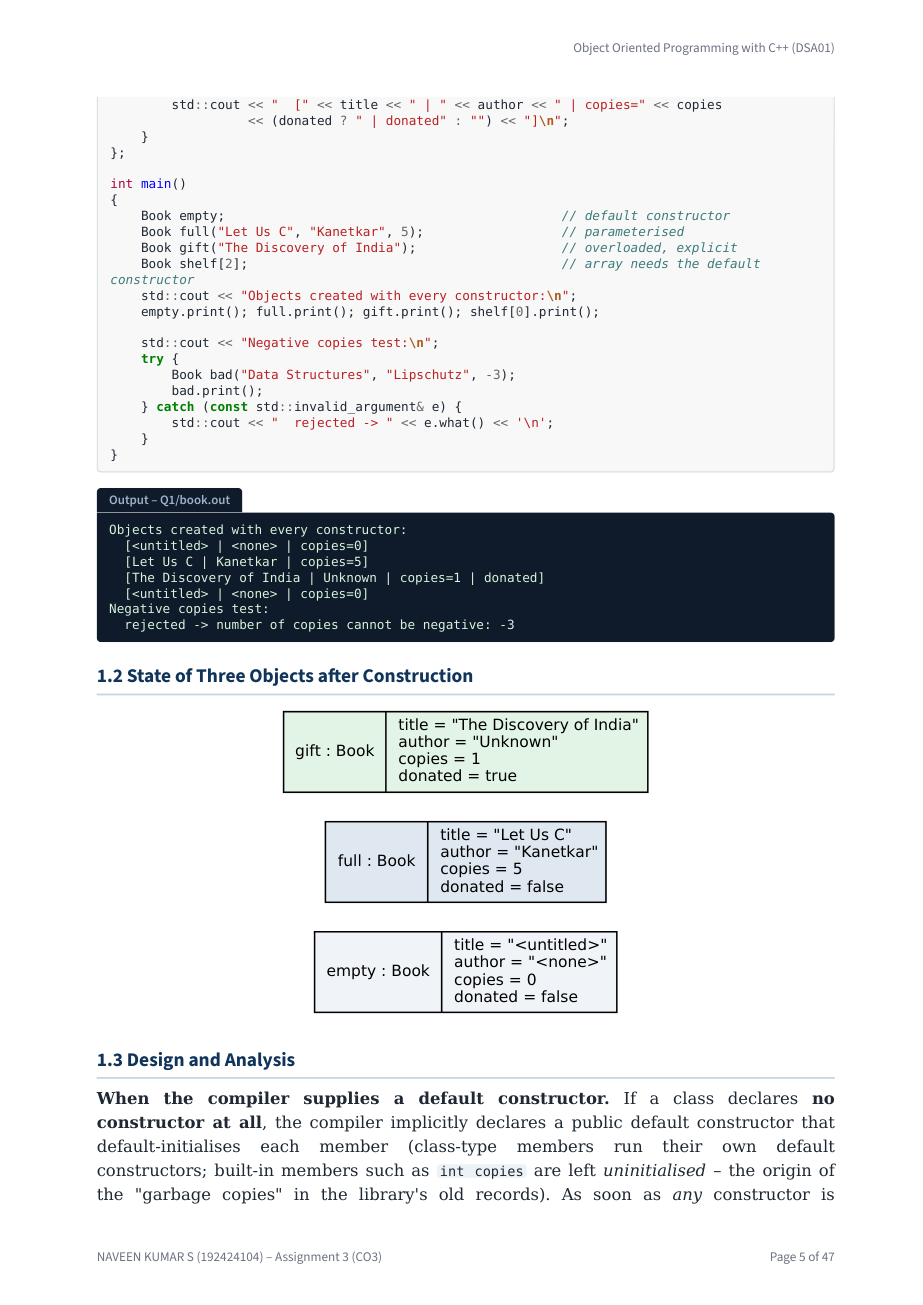 Object Oriented Programming with C++ (DSA01)
        std::cout << "  [" << title << " | " << author << " | copies=" << copies
                  << (donated ? " | donated" : "") << "]\n";
    }
};

int main()
{
    Book empty;                                            // default constructor
    Book full("Let Us C", "Kanetkar", 5);                  // parameterised
    Book gift("The Discovery of India");                   // overloaded, explicit
    Book shelf[2];                                         // array needs the default
constructor
    std::cout << "Objects created with every constructor:\n";
    empty.print(); full.print(); gift.print(); shelf[0].print();

    std::cout << "Negative copies test:\n";
    try {
        Book bad("Data Structures", "Lipschutz", -3);
        bad.print();
    } catch (const std::invalid_argument& e) {
        std::cout << "  rejected -> " << e.what() << '\n';
    }
}
Output – Q1/book.out
Objects created with every constructor:
  [<untitled> | <none> | copies=0]
  [Let Us C | Kanetkar | copies=5]
  [The Discovery of India | Unknown | copies=1 | donated]
  [<untitled> | <none> | copies=0]
Negative copies test:
  rejected -> number of copies cannot be negative: -3
1.2 State of Three Objects after Construction
gift : Book
title = "The Discovery of India"
author = "Unknown"
copies = 1
donated = true
full : Book
title = "Let Us C"
author = "Kanetkar"
copies = 5
donated = false
empty : Book
title = "<untitled>"
author = "<none>"
copies = 0
donated = false
1.3 Design and Analysis
When the compiler supplies a default constructor. If a class declares no
constructor at all, the compiler implicitly declares a public default constructor that
default-initialises each member (class-type members run their own default
constructors; built-in members such as int copies are left uninitialised – the origin of
the "garbage copies" in the library's old records). As soon as any constructor is
NAVEEN KUMAR S (192424104) – Assignment 3 (CO3)
Page 5 of 47